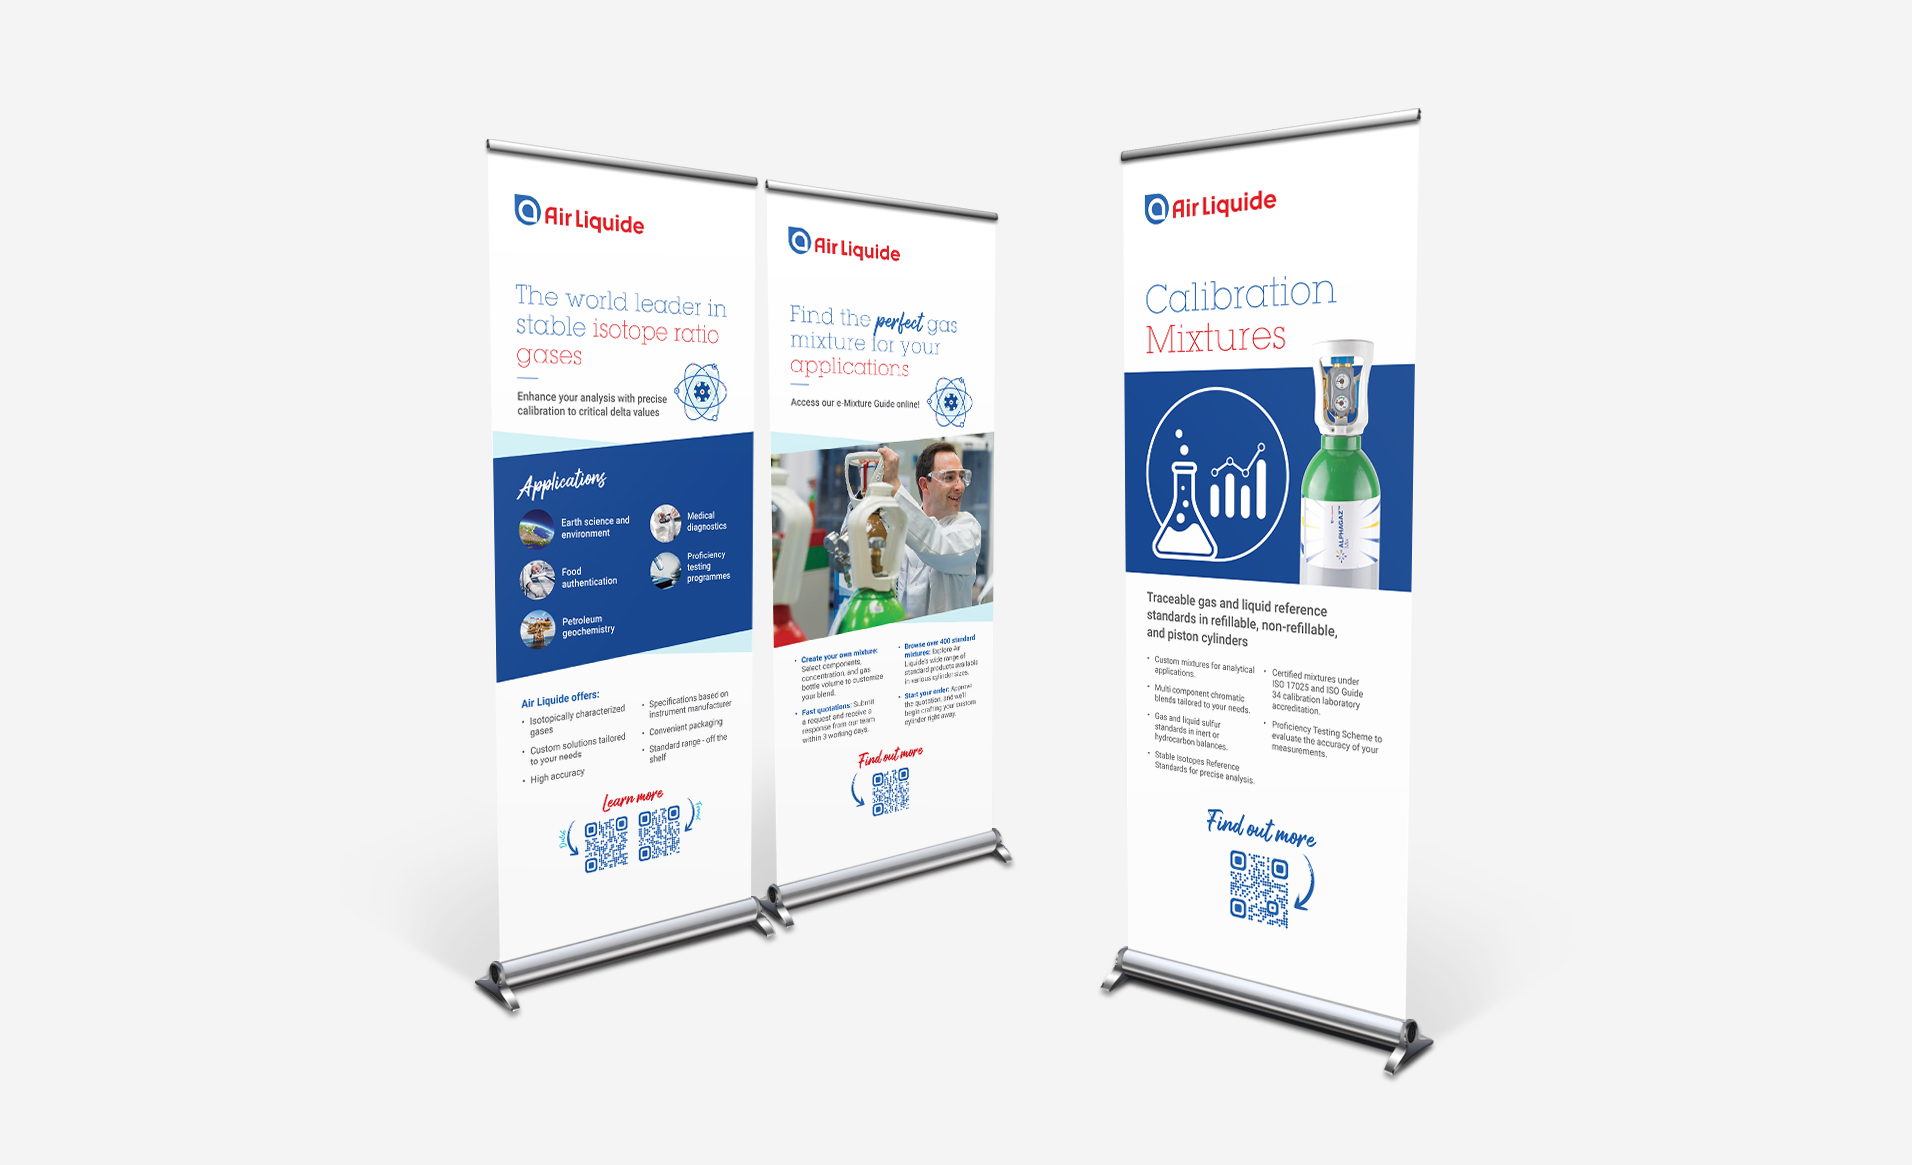 Air Liquide
The world leader in
stable isotope ratio
gases
Enhance your analysis with precise
calibration to critical delta values
Applications
Earth science and
environment
Food
authentication
Petroleum
geochemistry
Medical
diagnostics
Proficiency
testing
programmes
Air Liquide offers:
• Isotopically characterized
gases
• Custom solutions tailored
to your needs
• High accuracy
• Specifications based on
instrument manufacturer
• Convenient packaging
• Standard range - off the
shelf
Learn more
Air Liquide
Find the perfect gas
mixture for your
applications
Access our e-Mixture Guide online!
• Create your own mixture:
Select components,
concentration, and gas
bottle volume to customize
your blend.
• Fast quotations: Submit
a request and receive a
response from our team
within 3 working days.
• Browse over 400 standard
mixtures: Explore Air
Liquide's wide range of
standard products available
in various cylinder sizes.
• Start your order: Approve
the quotation, and we'll
begin crafting your custom
cylinder right away.
Find out more
Air Liquide
Calibration
Mixtures
ALPHAGAZ™
Mix
Traceable gas and liquid reference
standards in refillable, non-refillable,
and piston cylinders
• Custom mixtures for analytical
applications.
• Multi component chromatic
blends tailored to your needs.
• Gas and liquid sulfur
standards in inert or
hydrocarbon balances.
• Stable Isotopes Reference
Standards for precise analysis.
• Certified mixtures under
ISO 17025 and ISO Guide
34 calibration laboratory
accreditation.
• Proficiency Testing Scheme to
evaluate the accuracy of your
measurements.
Find out more